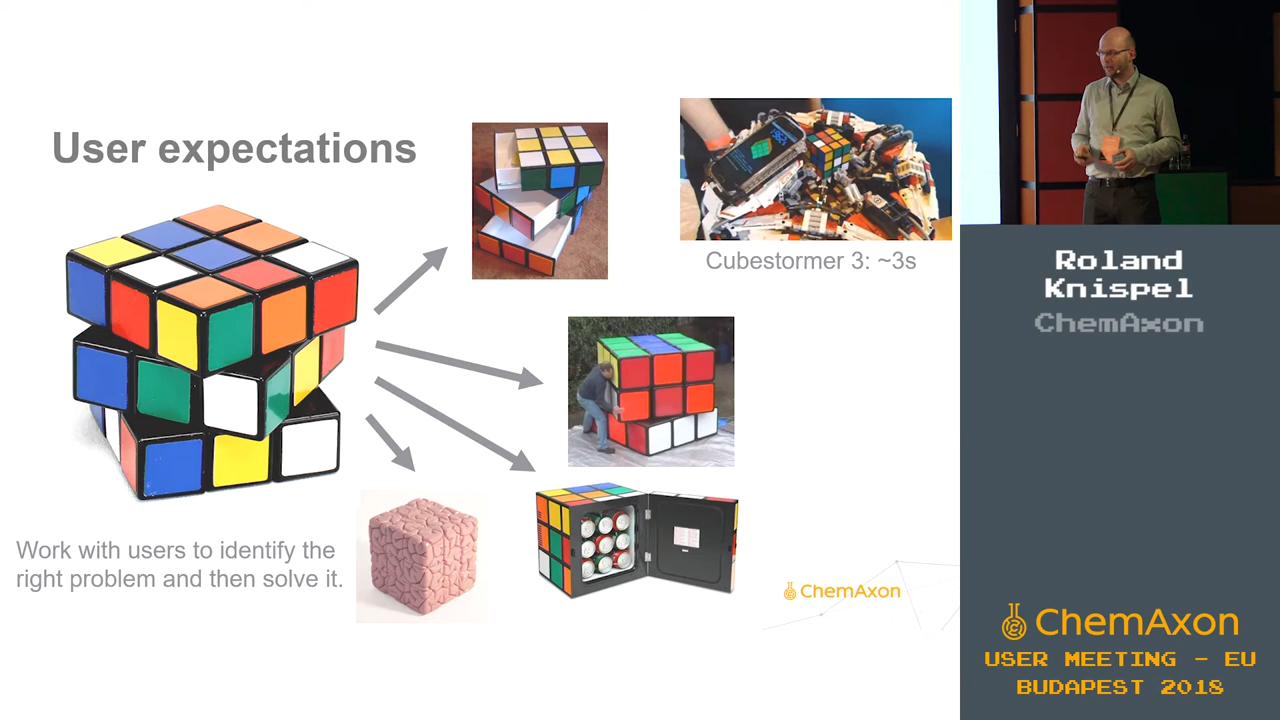 User expectations
Cubestormer 3: ~3s
Work with users to identify the
right problem and then solve it.
ChemAxon
Roland
Knispel
ChemAxon
ChemAxon
USER MEETING - EU
BUDAPEST 2018